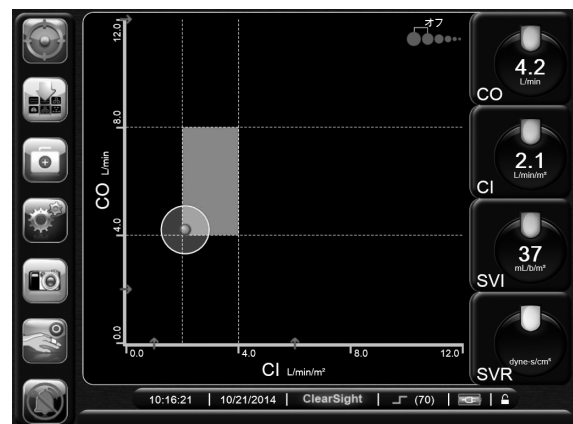 オフ
12.0
8.0
4.0
0.0
CO L/min
0.0
4.0
8.0
12.0
CI L/min/m²
4.2
L/min
CO
2.1
L/min/m²
CI
37
mL/b/m²
SVI
dyne-s/cm⁵
SVR
10:16:21 | 10/21/2014 | ClearSight | (70)